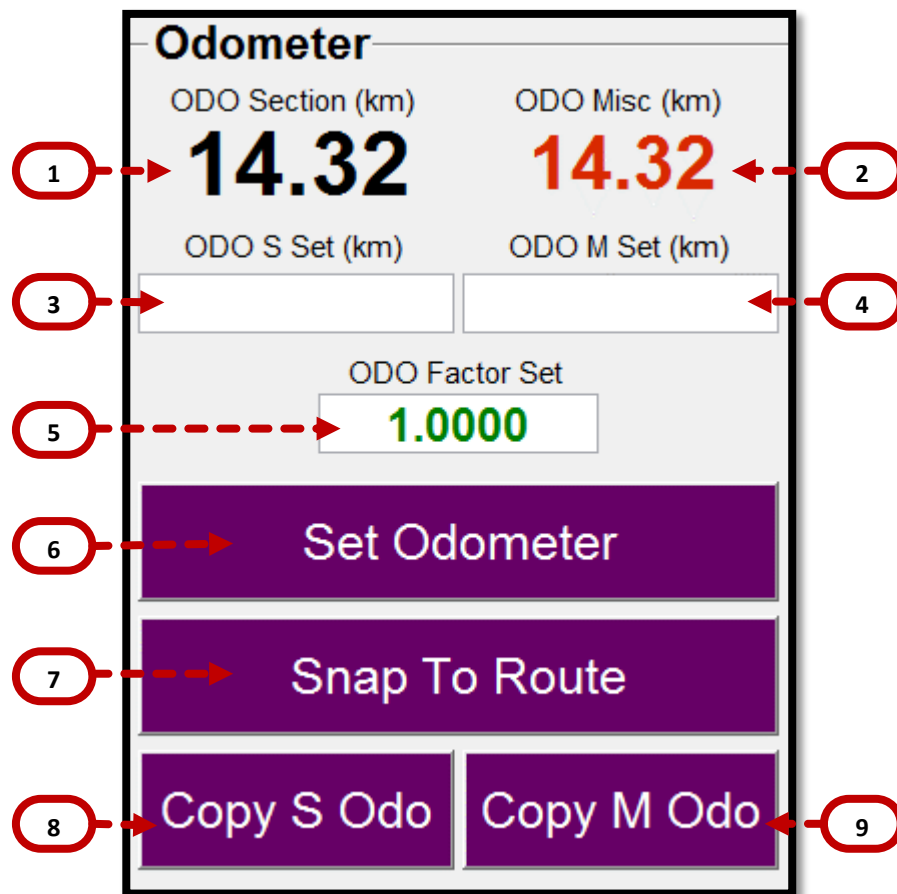 Odometer
ODO Section (km) ODO Misc (km)
1 14.32 14.32 2
ODO S Set (km) ODO M Set (km)
3 4
ODO Factor Set
5 1.0000
6 Set Odometer
7 Snap To Route
8 Copy S Odo Copy M Odo 9